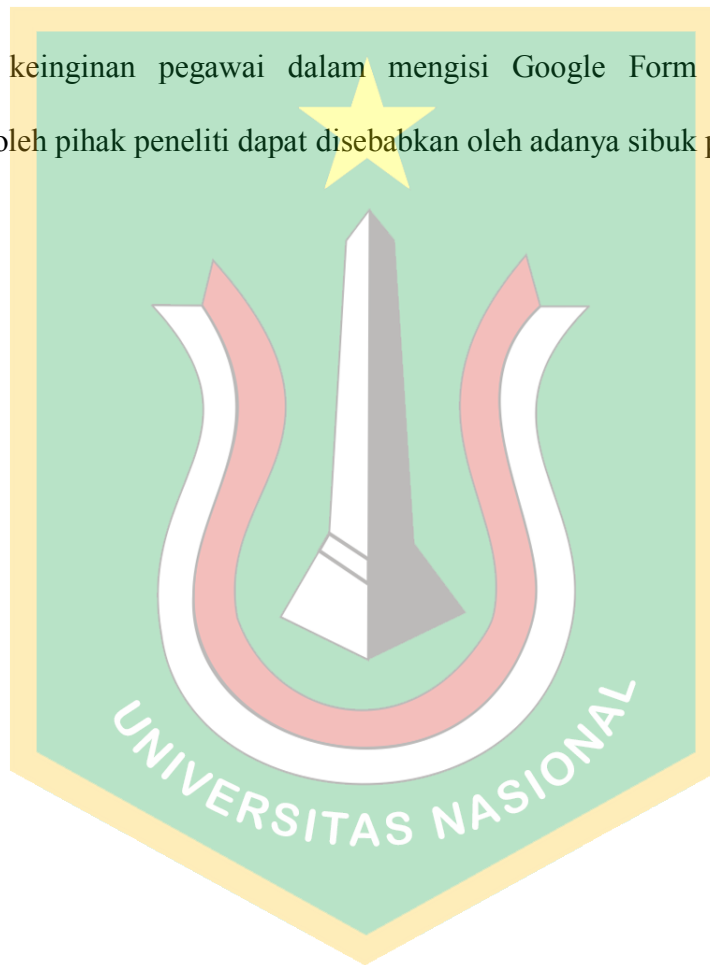 keinginan pegawai dalam mengisi Google Form
oleh pihak peneliti dapat disebabkan oleh adanya sibuk
UNIVERSITAS NASIONAL